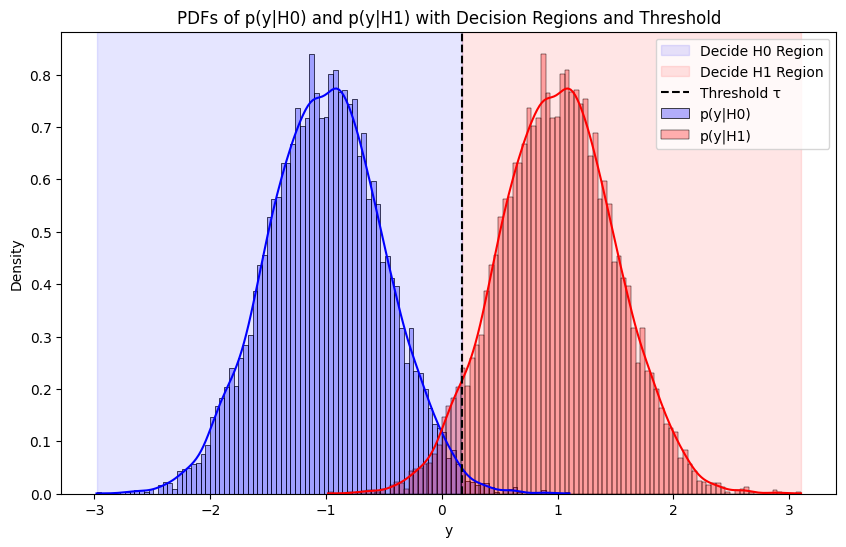 PDFs of p(y|H0) and p(y|H1) with Decision Regions and Threshold
Decide H0 Region
Decide H1 Region
Threshold τ
p(y|H0)
p(y|H1)
Density
0.8
0.7
0.6
0.5
0.4
0.3
0.2
0.1
0.0
−3
−2
−1
0
1
2
3
y